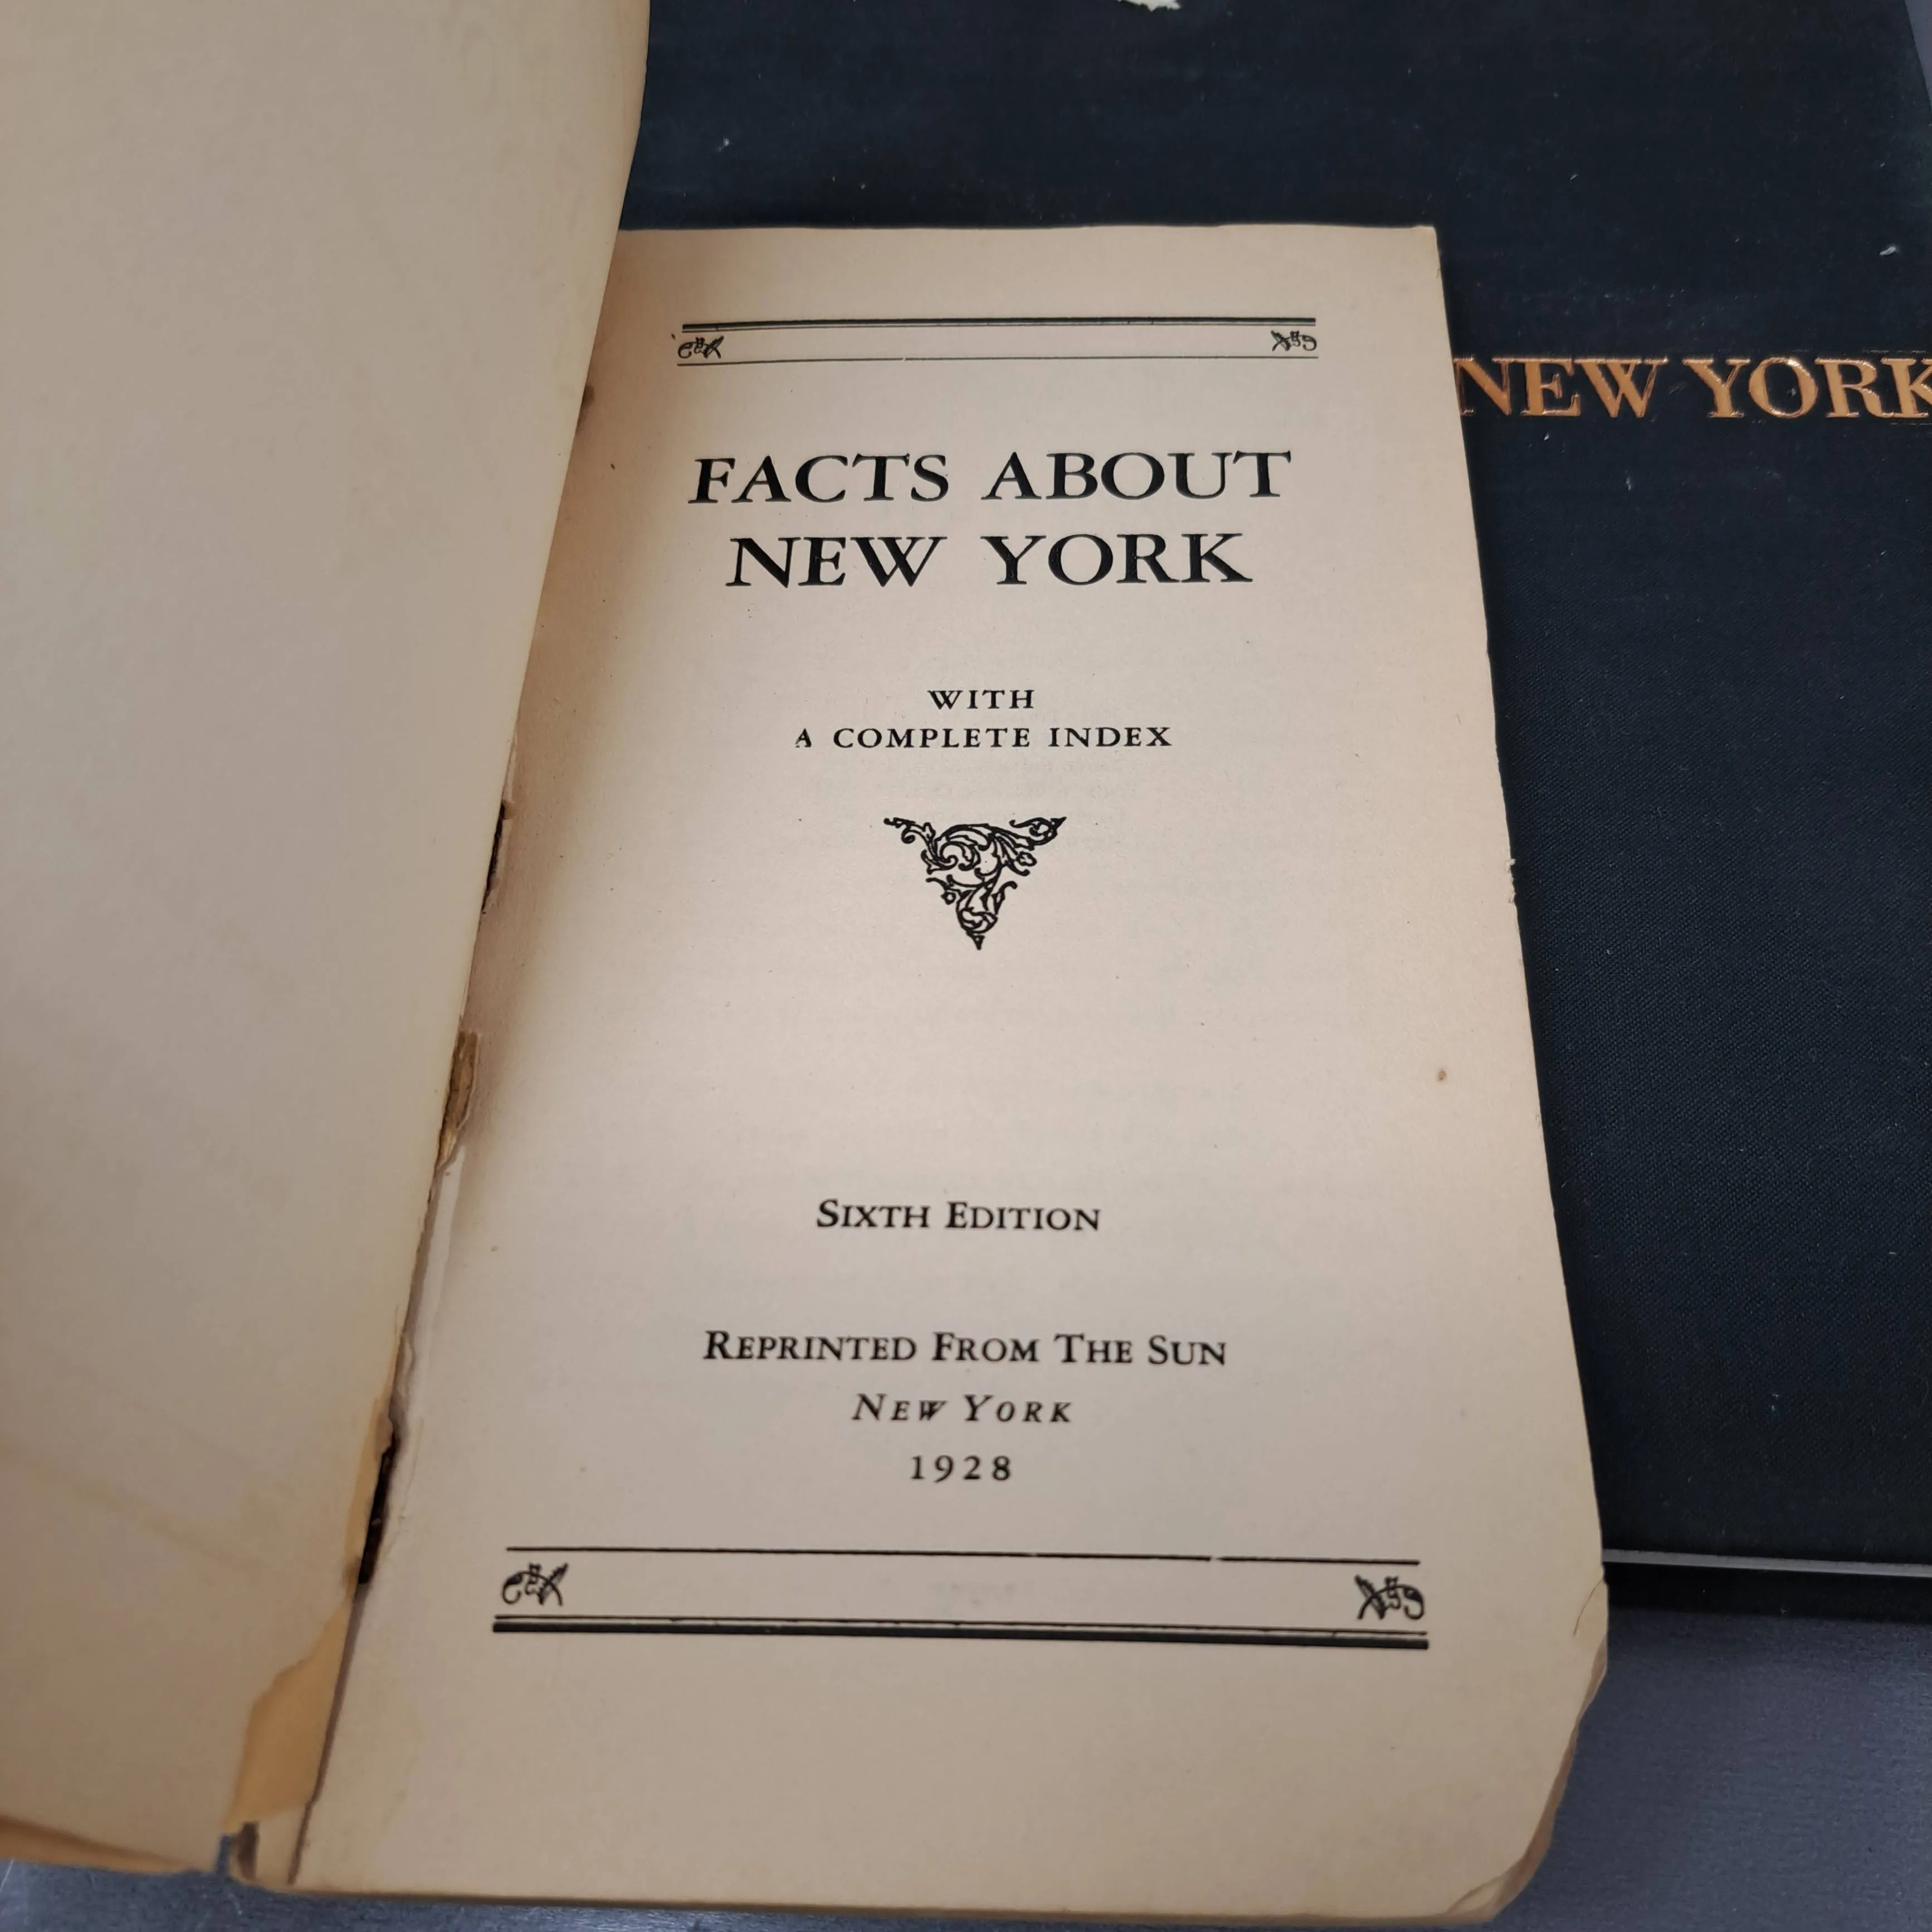 FACTS ABOUT
NEW YORK
WITH
A COMPLETE INDEX
SIXTH EDITION
REPRINTED FROM THE SUN
NEW YORK
1928
NEW YORK